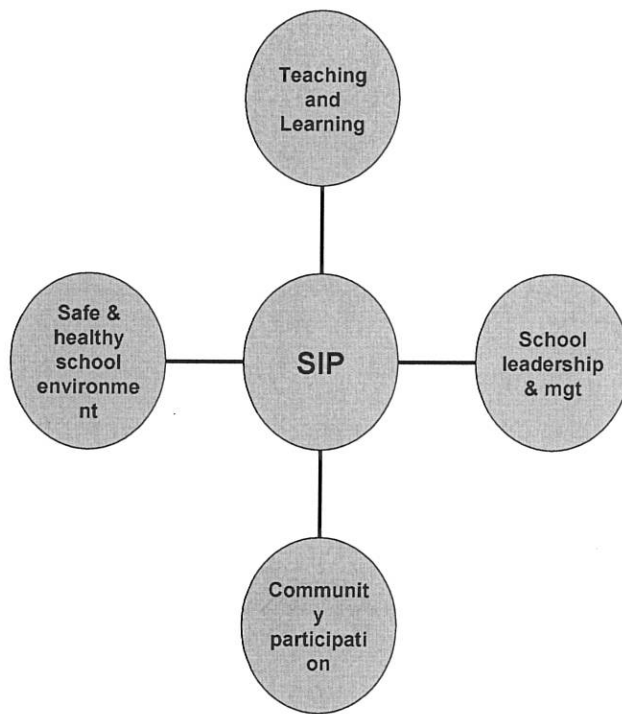 Teaching
and
Learning
Safe &
healthy
school
environme
nt
SIP
School
leadership
& mgt
Communit
y
participati
on